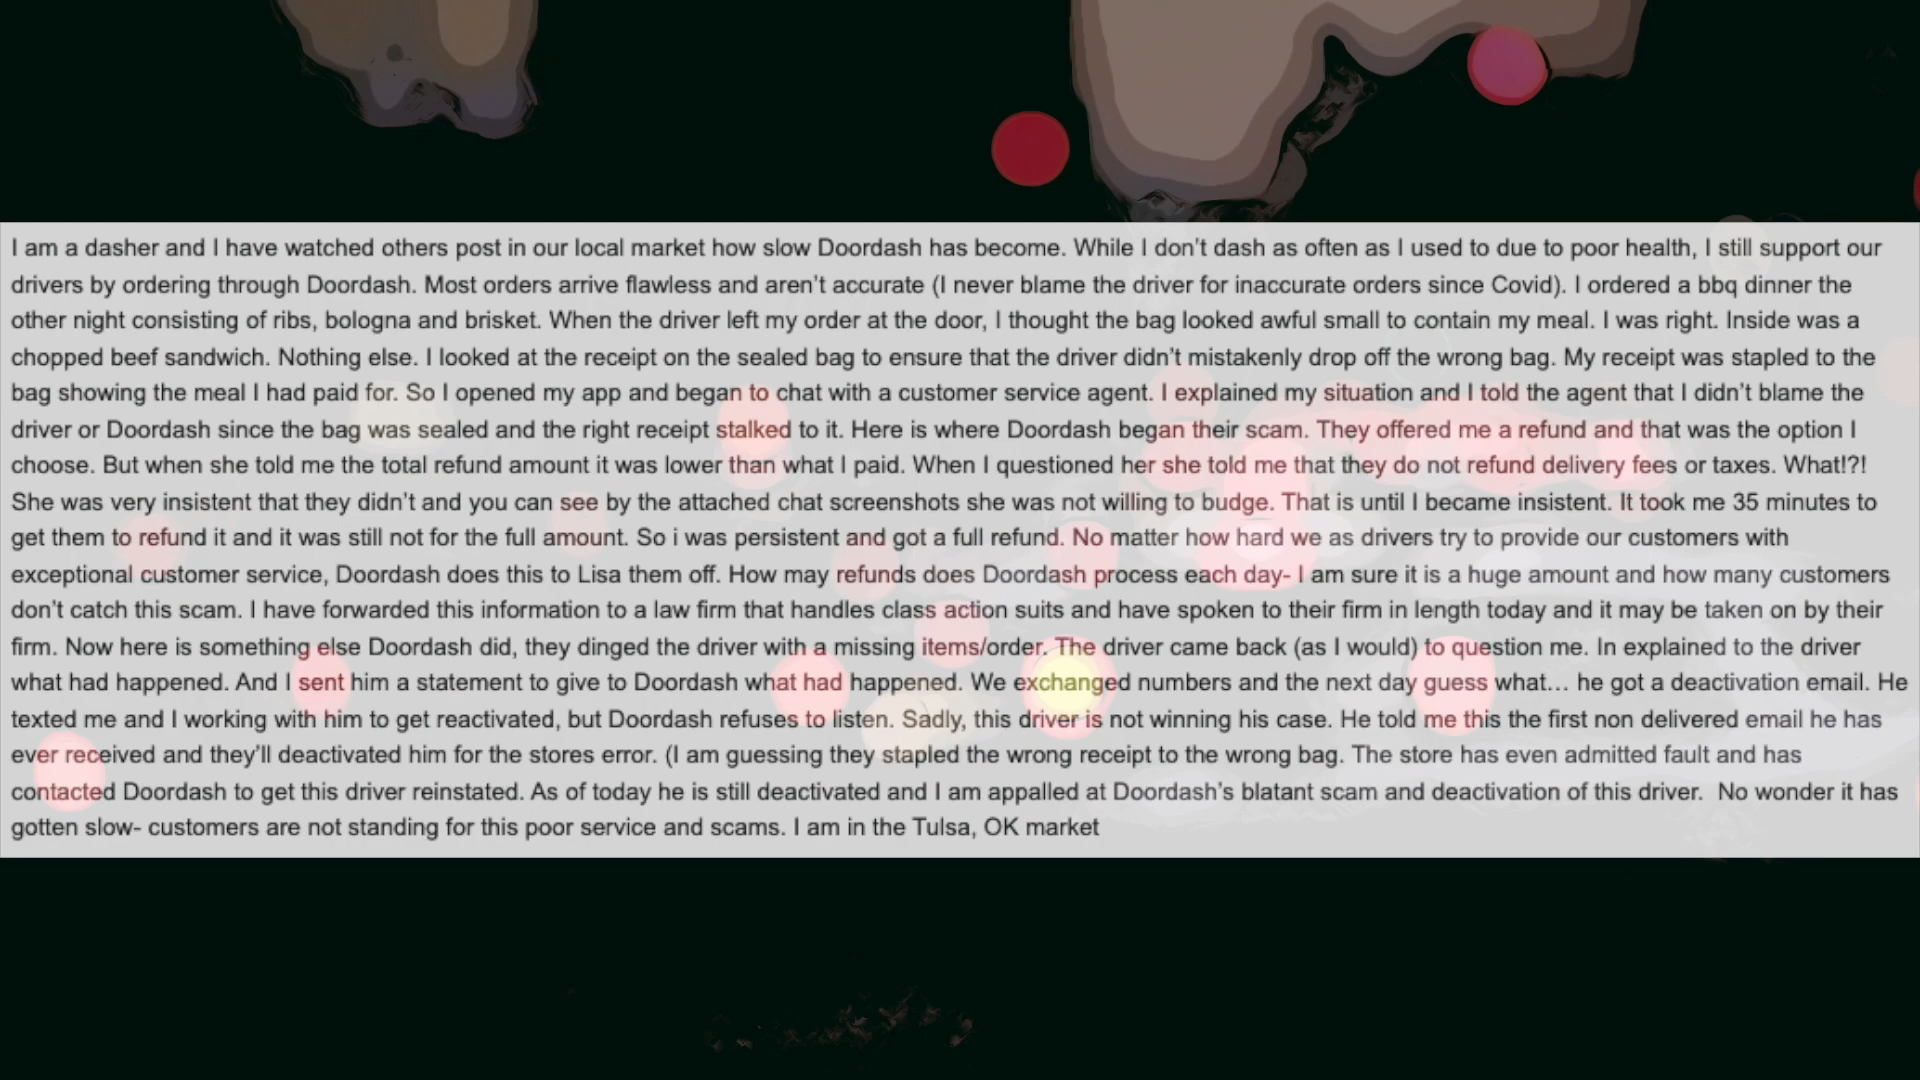 I am a dasher and I have watched others post in our local market how slow Doordash has become. While I don't dash as often as I used to due to poor health, I still support our
drivers by ordering through Doordash. Most orders arrive flawless and aren't accurate (I never blame the driver for inaccurate orders since Covid). I ordered a bbq dinner the
other night consisting of ribs, bologna and brisket. When the driver left my order at the door, I thought the bag looked awful small to contain my meal. I was right. Inside was a
chopped beef sandwich. Nothing else. I looked at the receipt on the sealed bag to ensure that the driver didn't mistakenly drop off the wrong bag. My receipt was stapled to the
bag showing the meal I had paid for. So I opened my app and began to chat with a customer service agent. I explained my situation and I told the agent that I didn't blame the
driver or Doordash since the bag was sealed and the right receipt stalked to it. Here is where Doordash began their scam. They offered me a refund and that was the option I
choose. But when she told me the total refund amount it was lower than what I paid. When I questioned her she told me that they do not refund delivery fees or taxes. What!?!
She was very insistent that they didn't and you can see by the attached chat screenshots she was not willing to budge. That is until I became insistent. It took me 35 minutes to
get them to refund it and it was still not for the full amount. So i was persistent and got a full refund. No matter how hard we as drivers try to provide our customers with
exceptional customer service, Doordash does this to Lisa them off. How may refunds does Doordash process each day- I am sure it is a huge amount and how many customers
don't catch this scam. I have forwarded this information to a law firm that handles class action suits and have spoken to their firm in length today and it may be taken on by their
firm. Now here is something else Doordash did, they dinged the driver with a missing items/order. The driver came back (as I would) to question me. In explained to the driver
what had happened. And I sent him a statement to give to Doordash what had happened. We exchanged numbers and the next day guess what... he got a deactivation email. He
texted me and I working with him to get reactivated, but Doordash refuses to listen. Sadly, this driver is not winning his case. He told me this the first non delivered email he has
ever received and they'll deactivated him for the stores error. (I am guessing they stapled the wrong receipt to the wrong bag. The store has even admitted fault and has
contacted Doordash to get this driver reinstated. As of today he is still deactivated and I am appalled at Doordash's blatant scam and deactivation of this driver.  No wonder it has
gotten slow- customers are not standing for this poor service and scams. I am in the Tulsa, OK market